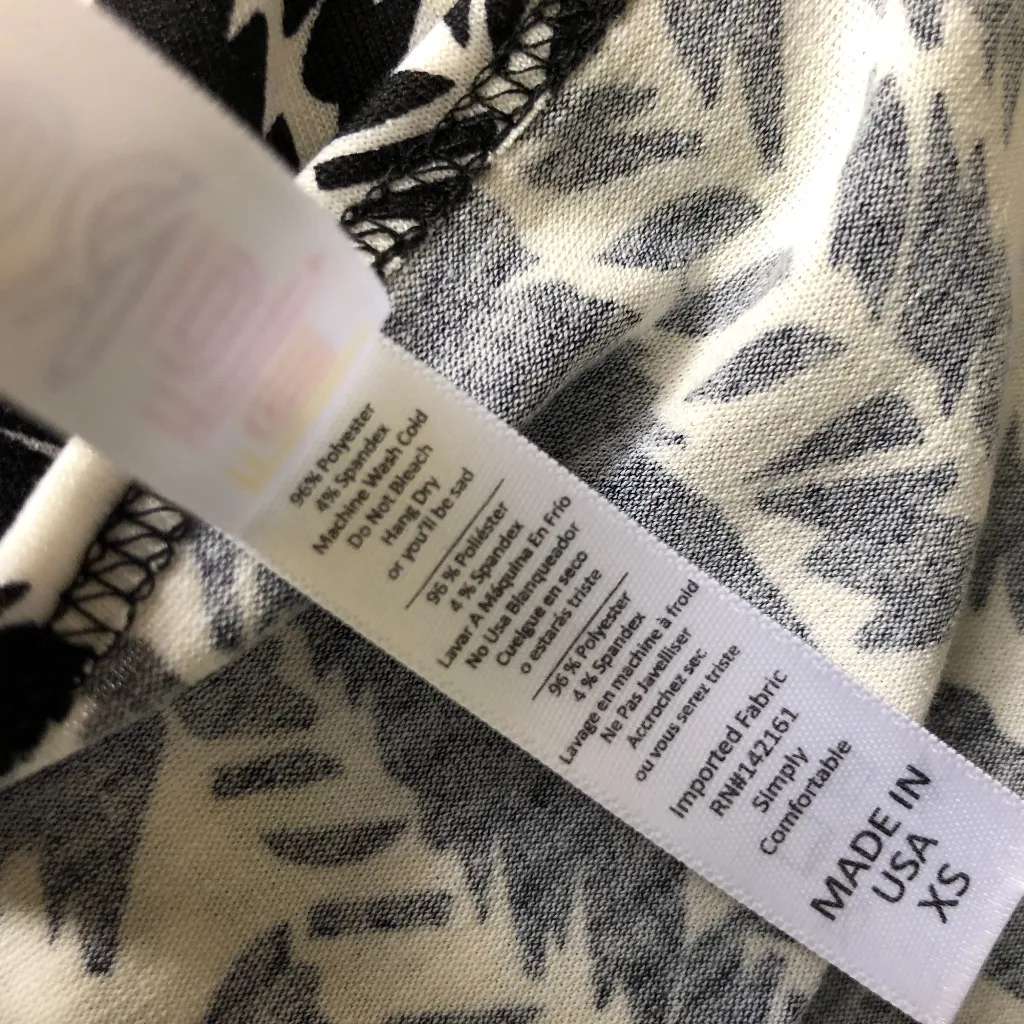 96% Polyester
4% Spandex
Machine Wash Cold
Do Not Bleach
Hang Dry
or you'll be sad
96 % Poliéster
4 % Spandex
Lavar A Máquina En Frío
No Usa Blanqueador
Cuelgue en seco
o estarás triste
96 % Polyester
4 % Spandex
Lavage en machine à froid
Ne Pas Javelliser
Accrochez sec
ou vous serez triste
Imported Fabric
RN#142161
Simply
Comfortable
MADE IN
USA
XS